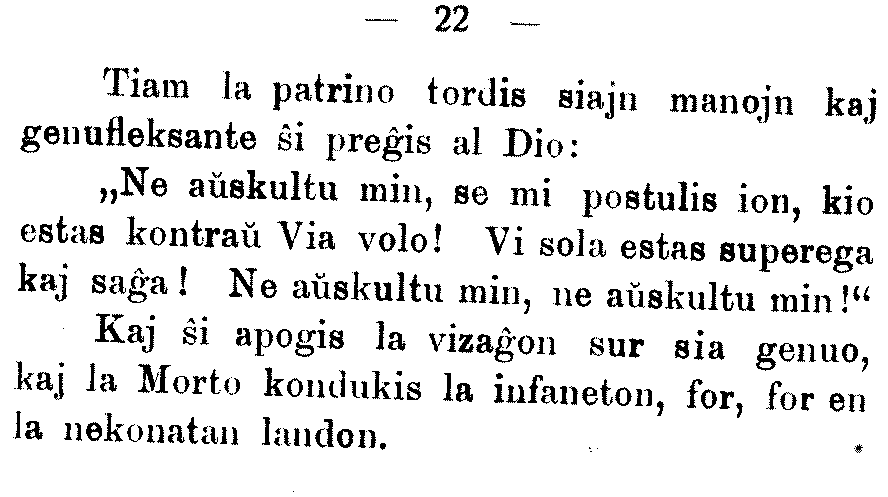 — 22 —
Tiam la patrino tordis siajn manojn kaj
genufleksante ŝi preĝis al Dio:
„Ne aŭskultu min, se mi postulis ion, kio
estas kontraŭ Via volo! Vi sola estas superega
kaj saĝa! Ne aŭskultu min, ne aŭskultu min!“
Kaj ŝi apogis la vizaĝon sur sia genuo,
kaj la Morto kondukis la infaneton, for, for en
la nekonatan landon.